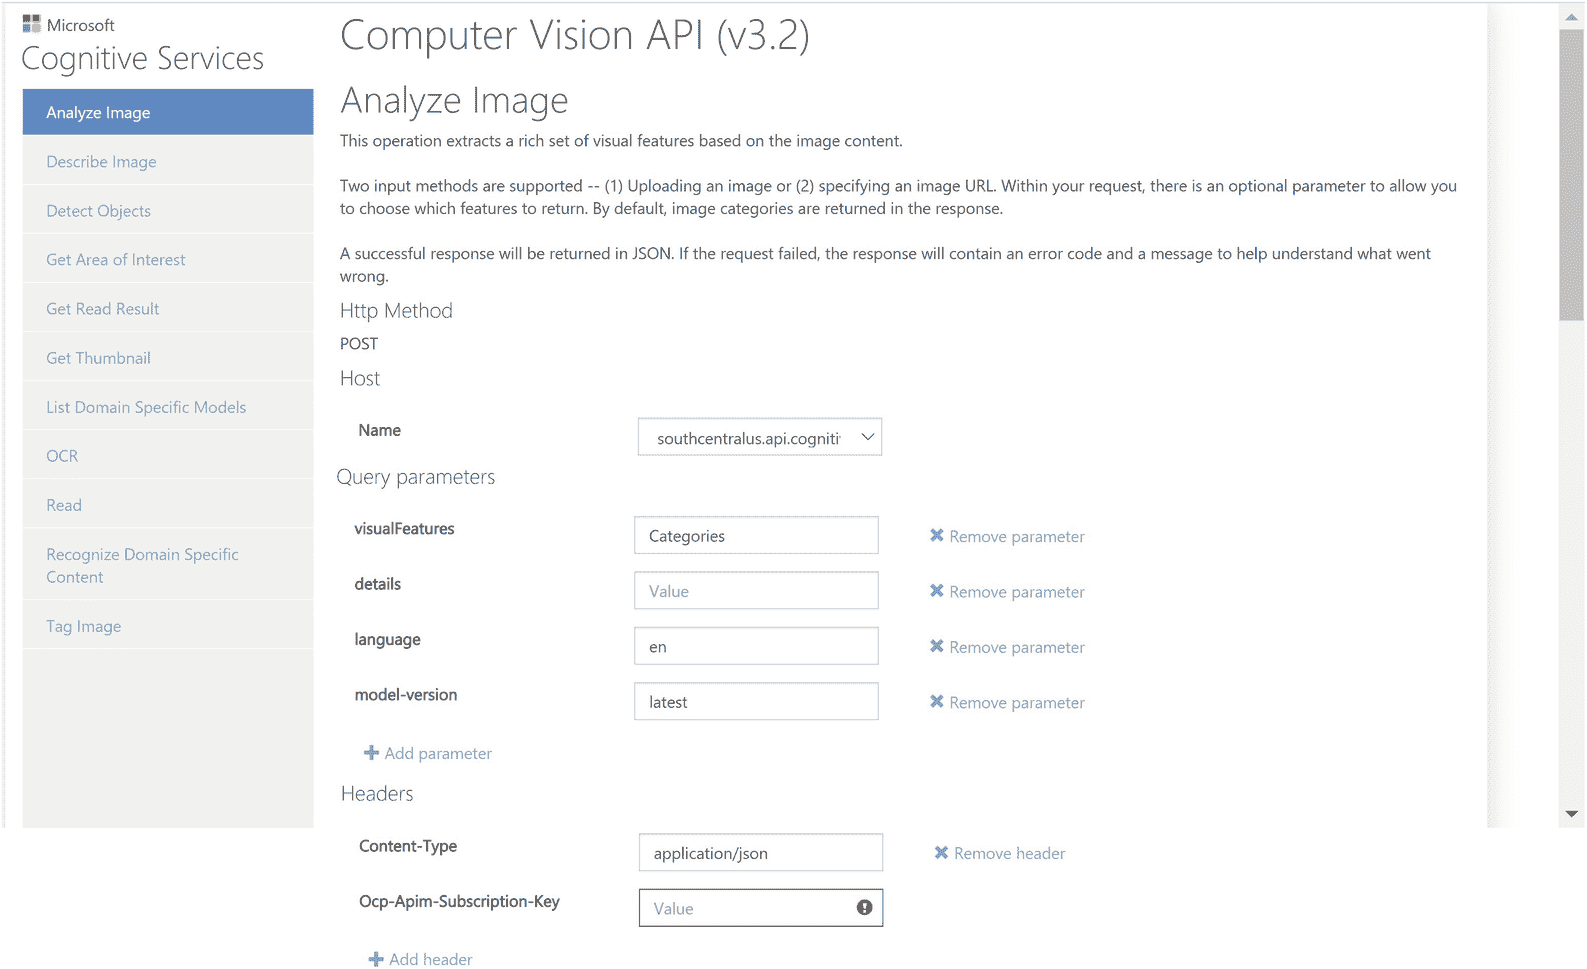 Microsoft
Cognitive Services
Analyze Image
Describe Image
Detect Objects
Get Area of Interest
Get Read Result
Get Thumbnail
List Domain Specific Models
OCR
Read
Recognize Domain Specific
Content
Tag Image
Computer Vision API (v3.2)
Analyze Image
This operation extracts a rich set of visual features based on the image content.
Two input methods are supported -- (1) Uploading an image or (2) specifying an image URL. Within your request, there is an optional parameter to allow you
to choose which features to return. By default, image categories are returned in the response.
A successful response will be returned in JSON. If the request failed, the response will contain an error code and a message to help understand what went
wrong.
Http Method
POST
Host
Name southcentralus.api.cogniti
Query parameters
visualFeatures Categories Remove parameter
details Value Remove parameter
language en Remove parameter
model-version latest Remove parameter
Add parameter
Headers
Content-Type application/json Remove header
Ocp-Apim-Subscription-Key Value
Add header